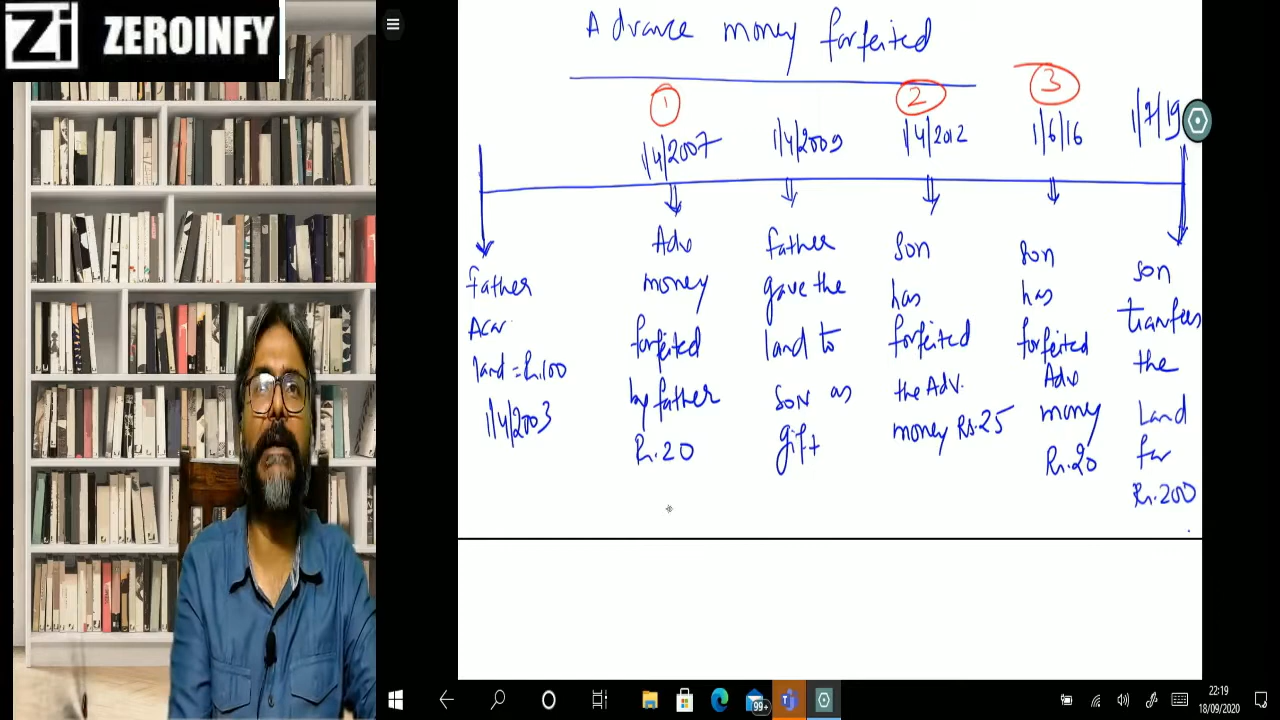 Zi ZEROINFY
Advance money forfeited
1 2 3
1/4/2007 1/4/2009 1/4/2012 1/6/16 1/7/19
father
Acqr
land = Rs.100
1/4/2003
Adv
money
forfeited
by father
Rs.20
father
gave the
land to
son as
gift
son
has
forfeited
the Adv.
money Rs.25
son
has
forfeited
Adv
money
Rs.20
son
transfers
the
Land
for
Rs.200
99+
22:19
18/09/2020